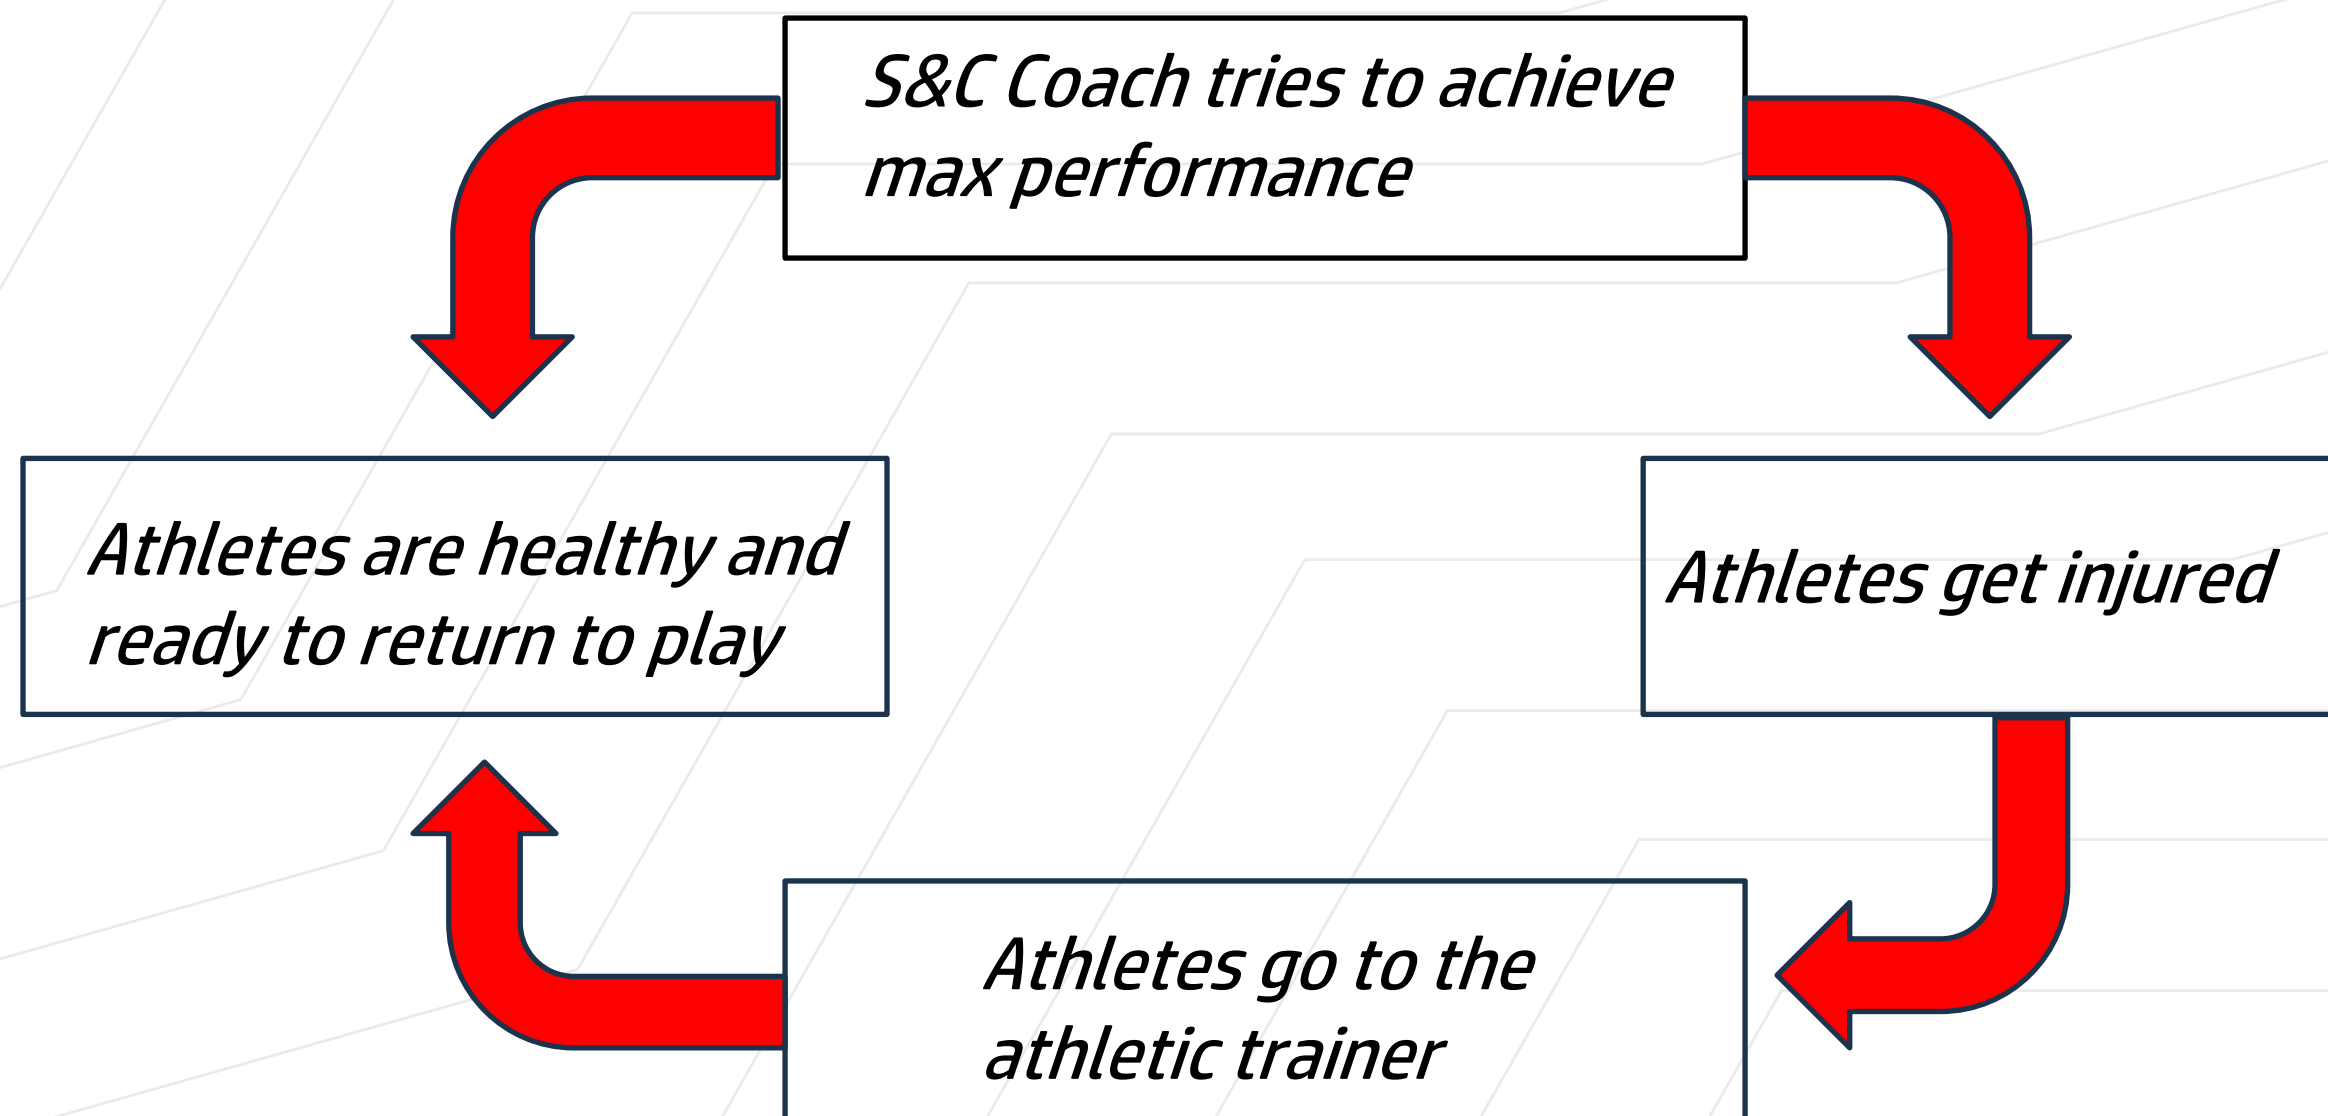 S&C Coach tries to achieve
max performance
Athletes are healthy and
ready to return to play
Athletes get injured
Athletes go to the
athletic trainer